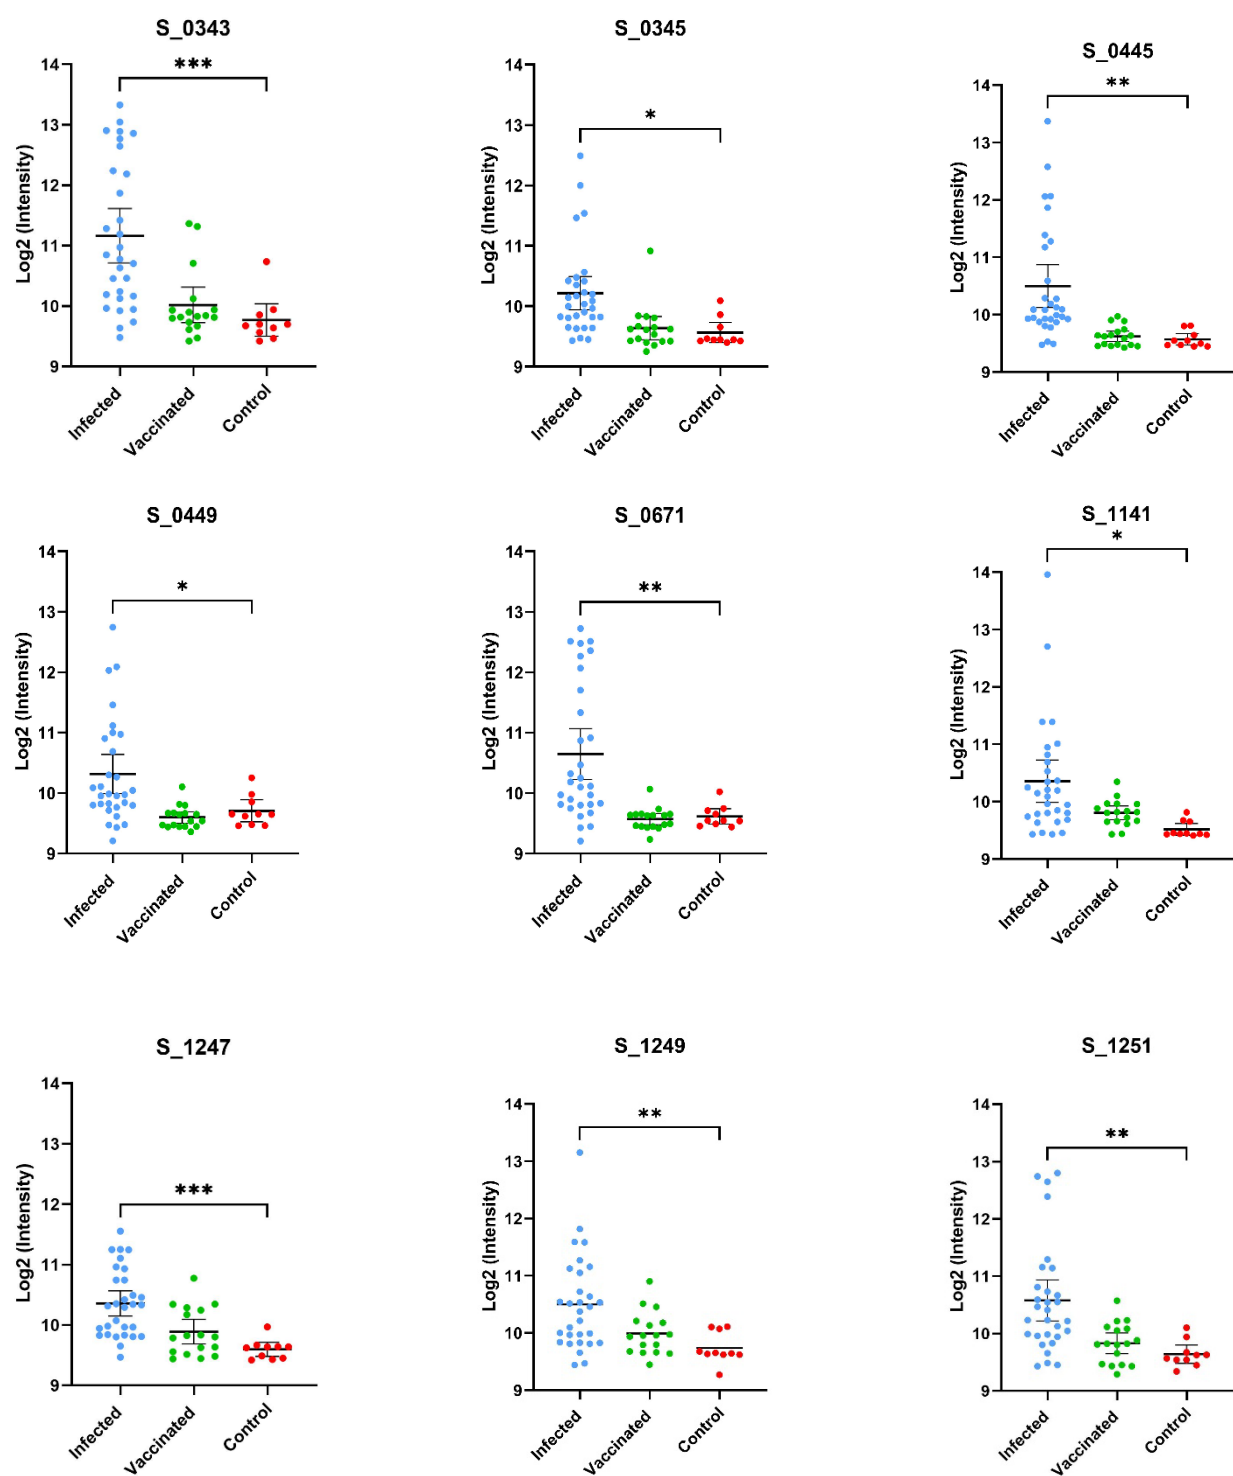 S_0343
***
Log2 (Intensity)
14
13
12
11
10
9
Infected
Vaccinated
Control
S_0345
*
Log2 (Intensity)
14
13
12
11
10
9
Infected
Vaccinated
Control
S_0445
**
Log2 (Intensity)
14
13
12
11
10
9
Infected
Vaccinated
Control
S_0449
*
Log2 (Intensity)
14
13
12
11
10
9
Infected
Vaccinated
Control
S_0671
**
Log2 (Intensity)
14
13
12
11
10
9
Infected
Vaccinated
Control
S_1141
*
Log2 (Intensity)
14
13
12
11
10
9
Infected
Vaccinated
Control
S_1247
***
Log2 (Intensity)
14
13
12
11
10
9
Infected
Vaccinated
Control
S_1249
**
Log2 (Intensity)
14
13
12
11
10
9
Infected
Vaccinated
Control
S_1251
**
Log2 (Intensity)
14
13
12
11
10
9
Infected
Vaccinated
Control